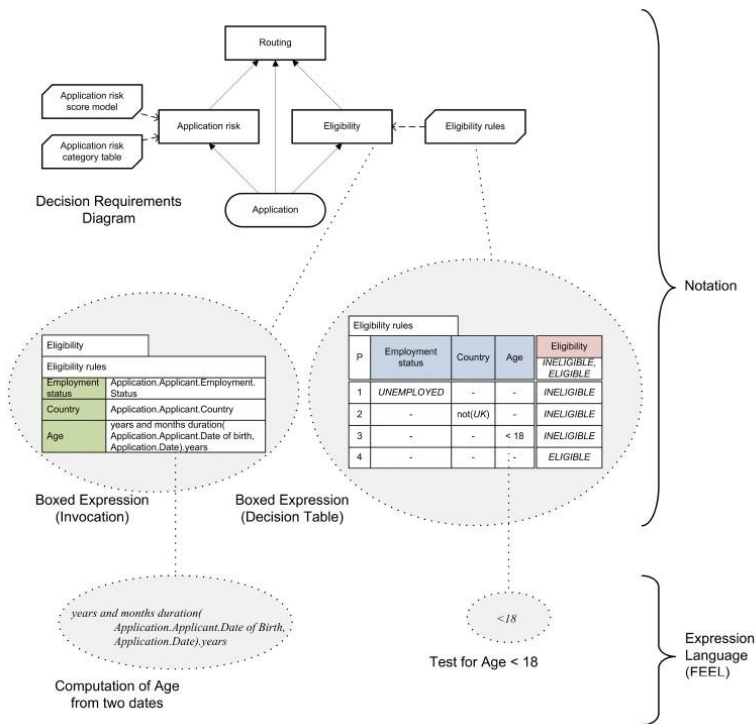 Routing
Application risk
score model
Application risk
Eligibility
Eligibility rules
Application risk
category table
Decision Requirements
Diagram
Application
Notation
Eligibility
Eligibility rules
Employment
status
Application.Applicant.Employment.
Status
Country
Application.Applicant.Country
Age
years and months duration(
Application.Applicant.Date of birth,
Application.Date).years
Boxed Expression
(Invocation)
Eligibility rules
P
Employment
status
Country
Age
Eligibility
INELIGIBLE,
ELIGIBLE
1 UNEMPLOYED - - INELIGIBLE
2 - not(UK) - INELIGIBLE
3 - - < 18 INELIGIBLE
4 - - - ELIGIBLE
Boxed Expression
(Decision Table)
years and months duration(
Application.Applicant.Date of Birth,
Application.Date).years
Computation of Age
from two dates
<18
Test for Age < 18
Expression
Language
(FEEL)